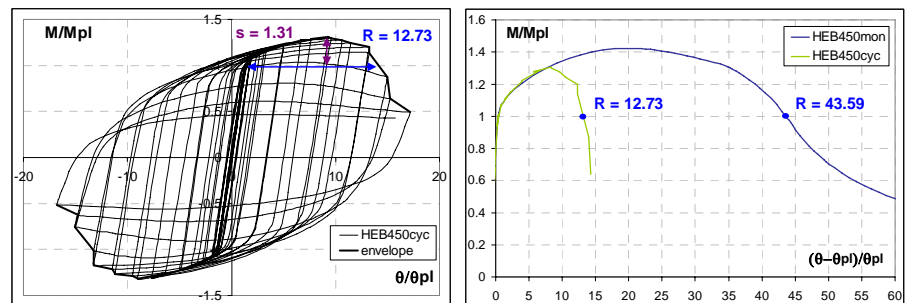 1.5
M/Mpl
s = 1.31
R = 12.73
0.5
0
-20
-10
0
10
20
-0.5
HEB450cyc
envelope
θ/θpl
-1.5
1.6
M/Mpl
HEB450mon
HEB450cyc
1.4
1.2
R = 12.73
R = 43.59
1
0.8
0.6
0.4
0.2
(θ-θpl)/θpl
0
0
5
10
15
20
25
30
35
40
45
50
55
60